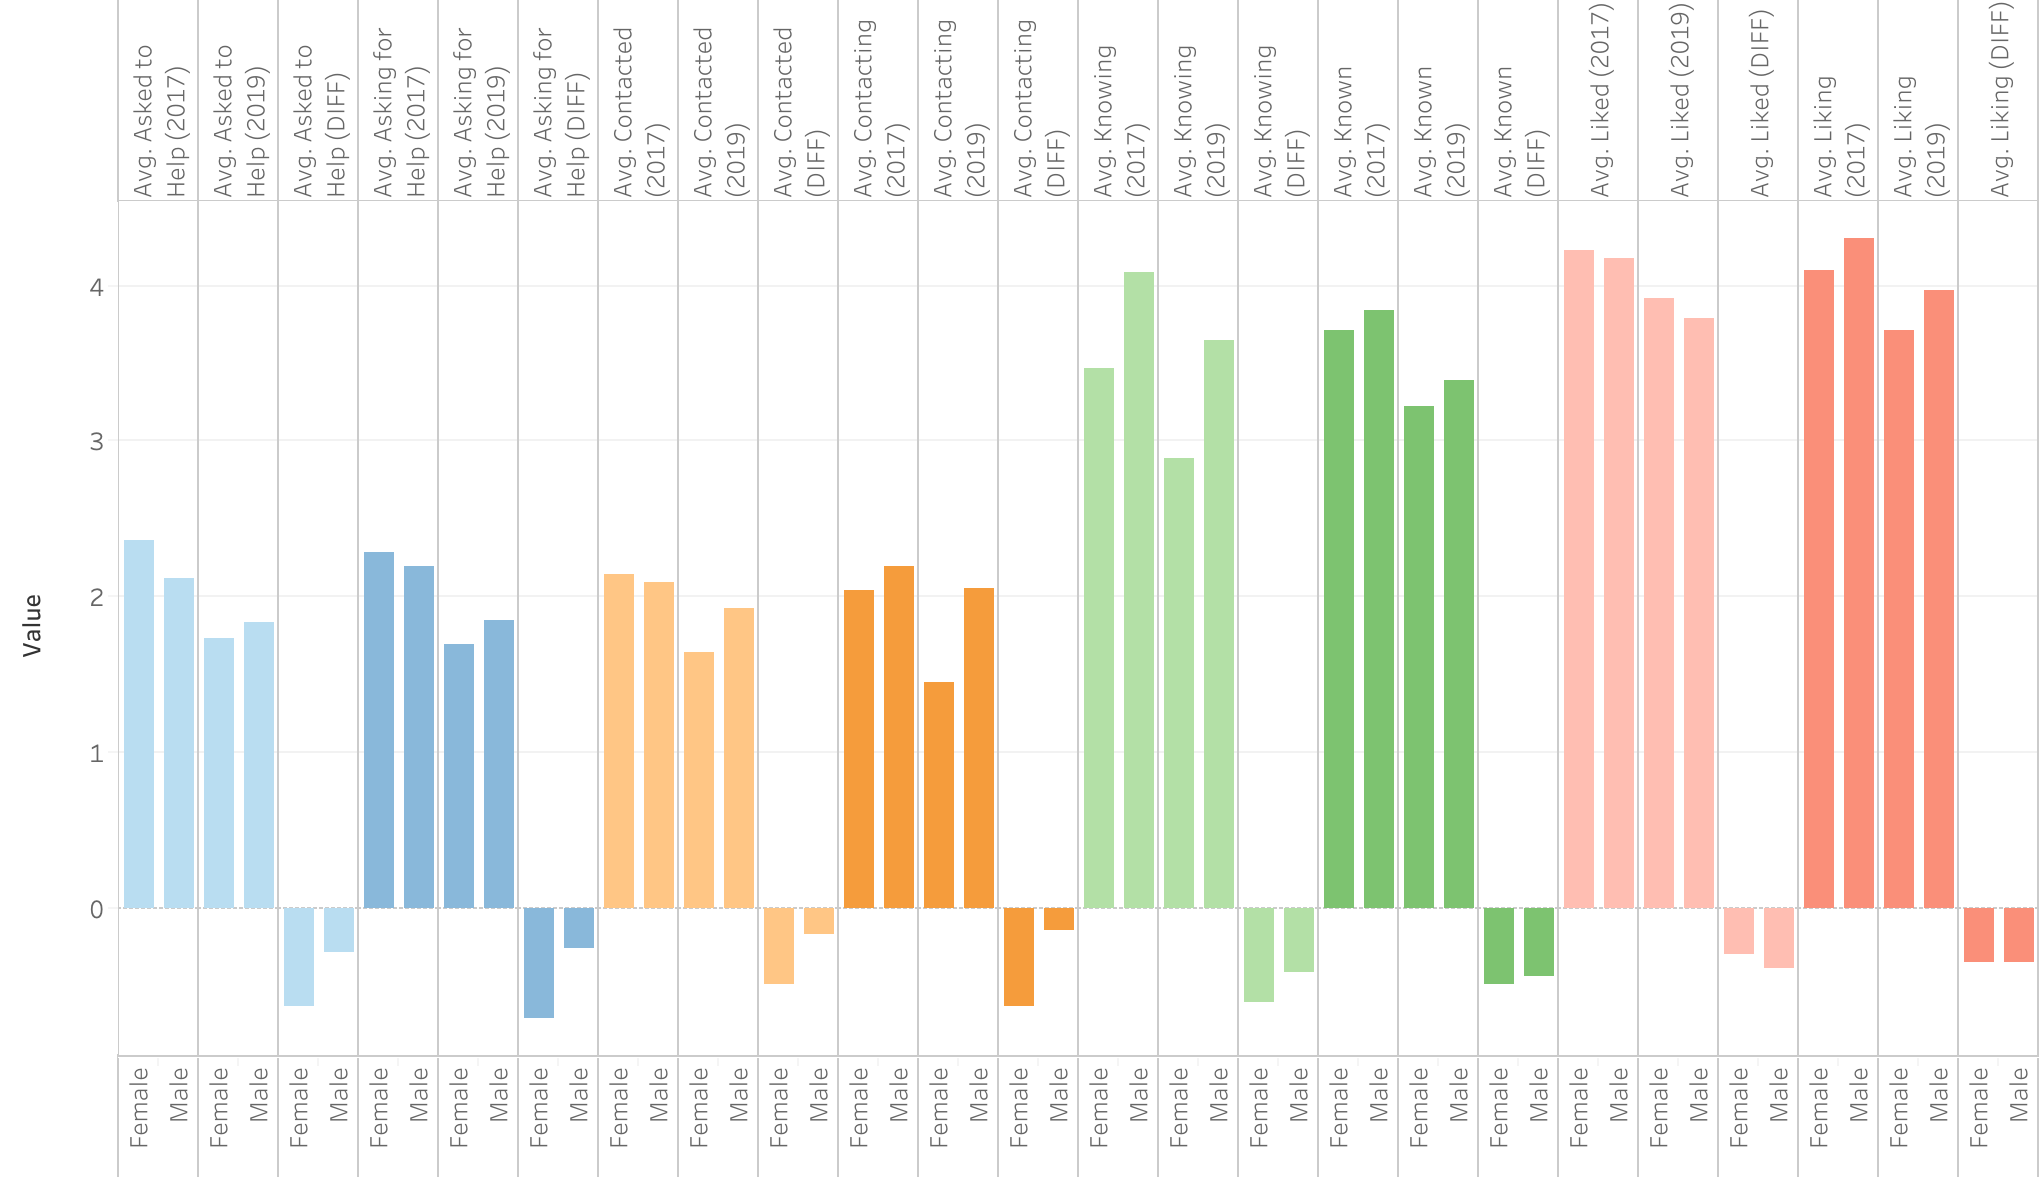 Avg. Asked to
Help (2017)
Avg. Asked to
Help (2019)
Avg. Asked to
Help (DIFF)
Avg. Asking for
Help (2017)
Avg. Asking for
Help (2019)
Avg. Asking for
Help (DIFF)
Avg. Contacted
(2017)
Avg. Contacted
(2019)
Avg. Contacted
(DIFF)
Avg. Contacting
(2017)
Avg. Contacting
(2019)
Avg. Contacting
(DIFF)
Avg. Knowing
(2017)
Avg. Knowing
(2019)
Avg. Knowing
(DIFF)
Avg. Known
(2017)
Avg. Known
(2019)
Avg. Known
(DIFF)
Avg. Liked (2017)
Avg. Liked (2019)
Avg. Liked (DIFF)
Avg. Liking
(2017)
Avg. Liking
(2019)
Avg. Liking (DIFF)
Value
4
3
2
1
0
Female
Male
Female
Male
Female
Male
Female
Male
Female
Male
Female
Male
Female
Male
Female
Male
Female
Male
Female
Male
Female
Male
Female
Male
Female
Male
Female
Male
Female
Male
Female
Male
Female
Male
Female
Male
Female
Male
Female
Male
Female
Male
Female
Male
Female
Male
Female
Male